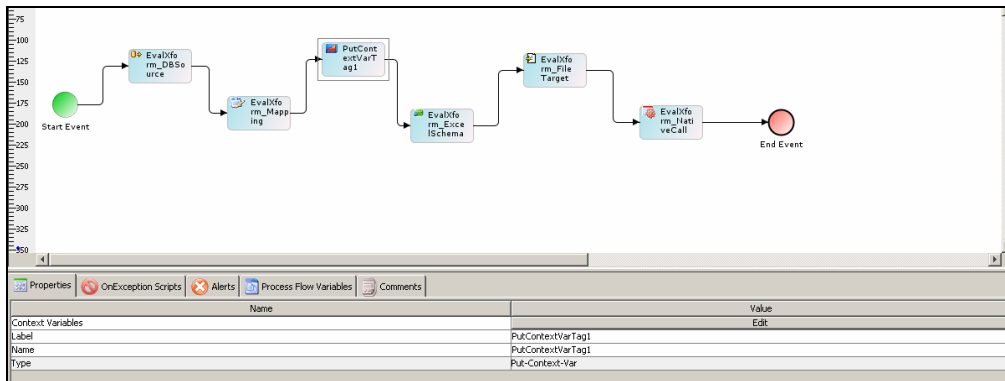 75
100
125
150
175
200
225
250
275
300
325
350
Start Event
EvalXfo
rm_DBSo
urce
EvalXfo
rm_Mapp
ing
PutCont
extVarT
ag1
EvalXfo
rm_Exce
lSchema
EvalXfo
rm_File
Target
EvalXfo
rm_Nati
veCall
End Event
Properties OnException Scripts Alerts Process Flow Variables Comments
Name Value
Context Variables Edit
Label PutContextVarTag1
Name PutContextVarTag1
Type Put-Context-Var